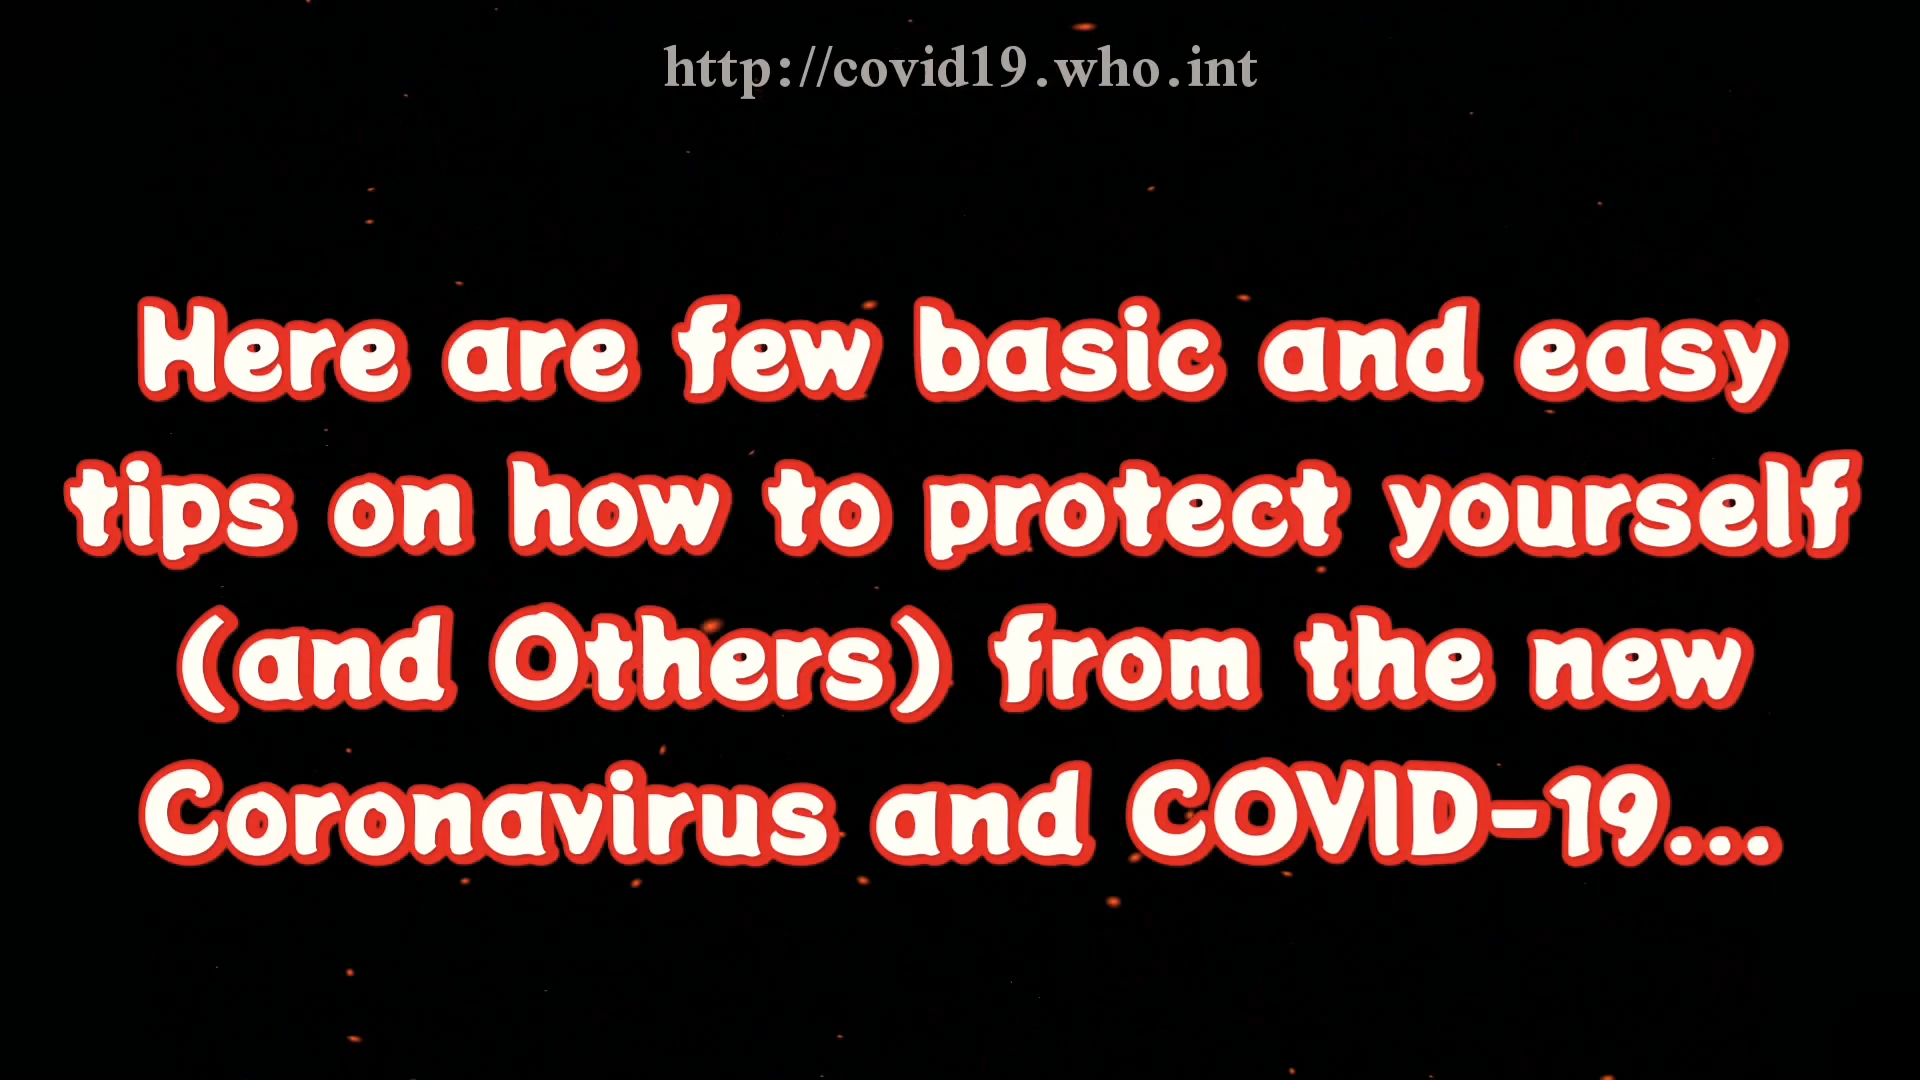 http://covid19.who.int
Here are few basic and easy
tips on how to protect yourself
(and Others) from the new
Coronavirus and COVID-19...